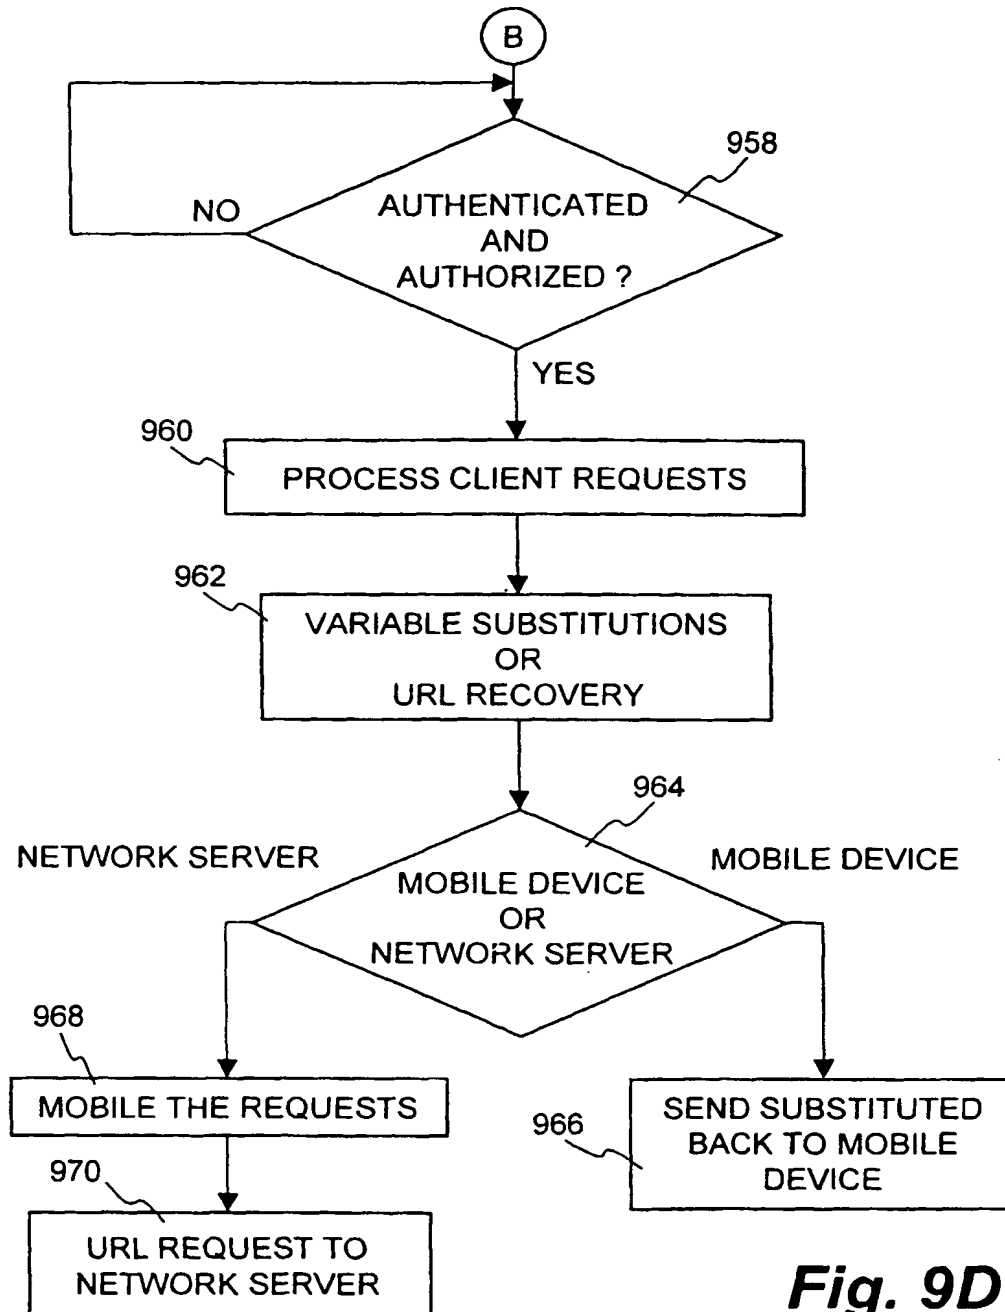 B
958
NO
AUTHENTICATED
AND
AUTHORIZED ?
YES
960
PROCESS CLIENT REQUESTS
962
VARIABLE SUBSTITUTIONS
OR
URL RECOVERY
964
NETWORK SERVER
MOBILE DEVICE
MOBILE DEVICE
OR
NETWORK SERVER
968
MOBILE THE REQUESTS
966
SEND SUBSTITUTED
BACK TO MOBILE
DEVICE
970
URL REQUEST TO
NETWORK SERVER
Fig. 9D